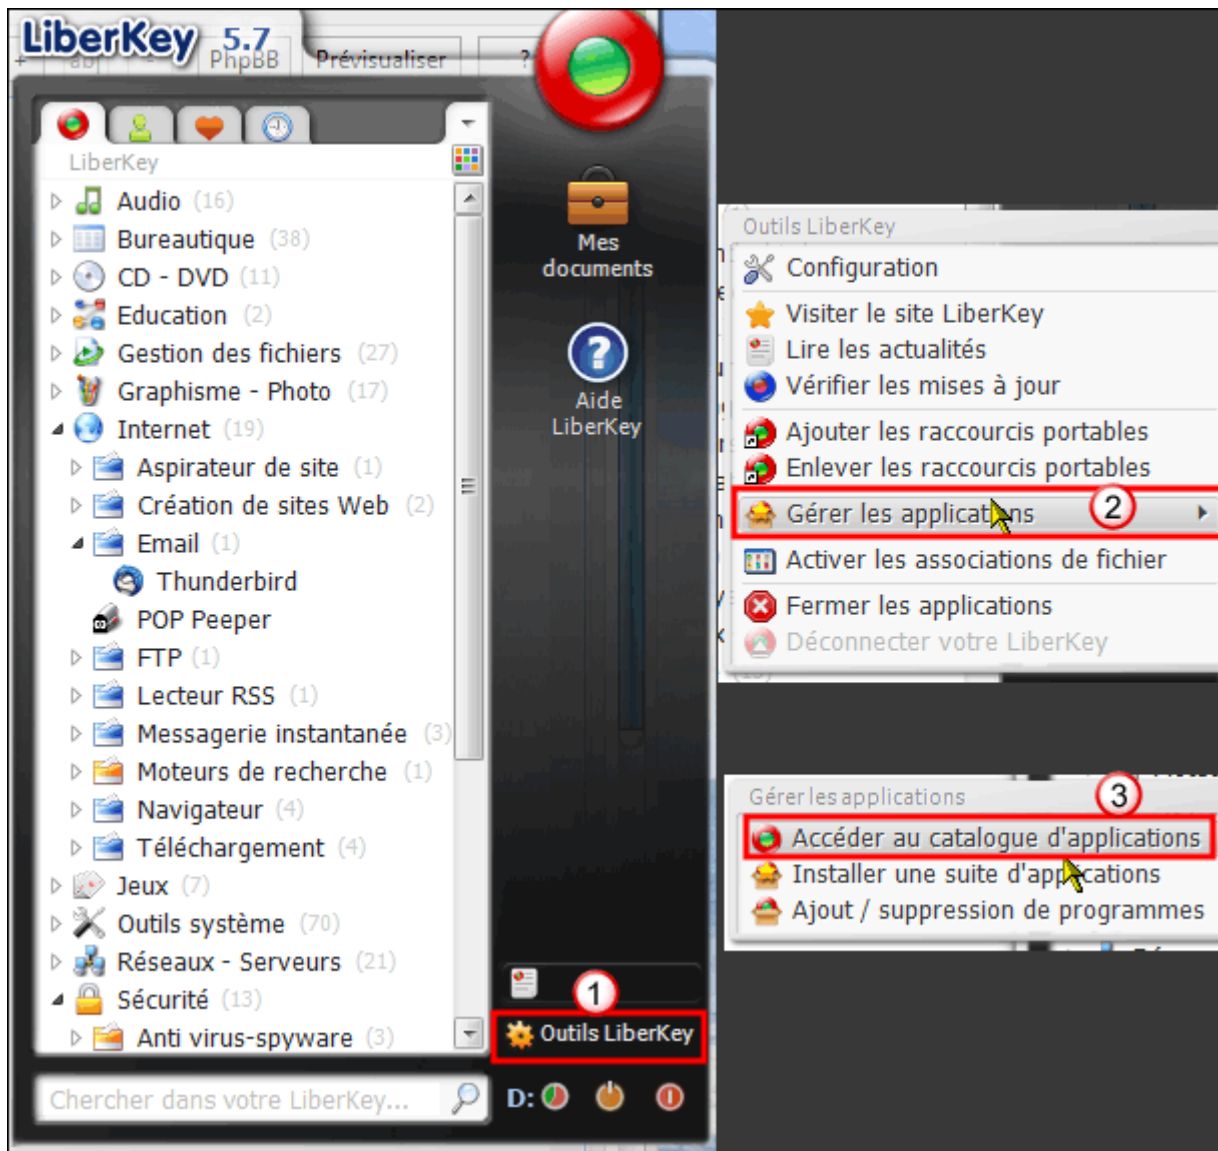 LiberKey 5.7
PhpBB
Prévisualiser
?
LiberKey
Audio (16)
Bureautique (38)
CD - DVD (11)
Education (2)
Gestion des fichiers (27)
Graphisme - Photo (17)
Internet (19)
Aspirateur de site (1)
Création de sites Web (2)
Email (1)
Thunderbird
POP Peeper
FTP (1)
Lecteur RSS (1)
Messagerie instantanée (3)
Moteurs de recherche (1)
Navigateur (4)
Téléchargement (4)
Jeux (7)
Outils système (70)
Réseaux - Serveurs (21)
Sécurité (13)
Anti virus-spyware (3)
Chercher dans votre LiberKey...
Mes
documents
Aide
LiberKey
1
Outils LiberKey
D:
Outils LiberKey
Configuration
Visiter le site LiberKey
Lire les actualités
Vérifier les mises à jour
Ajouter les raccourcis portables
Enlever les raccourcis portables
Gérer les applications 2
Activer les associations de fichier
Fermer les applications
Déconnecter votre LiberKey
Gérer les applications 3
Accéder au catalogue d'applications
Installer une suite d'applications
Ajout / suppression de programmes